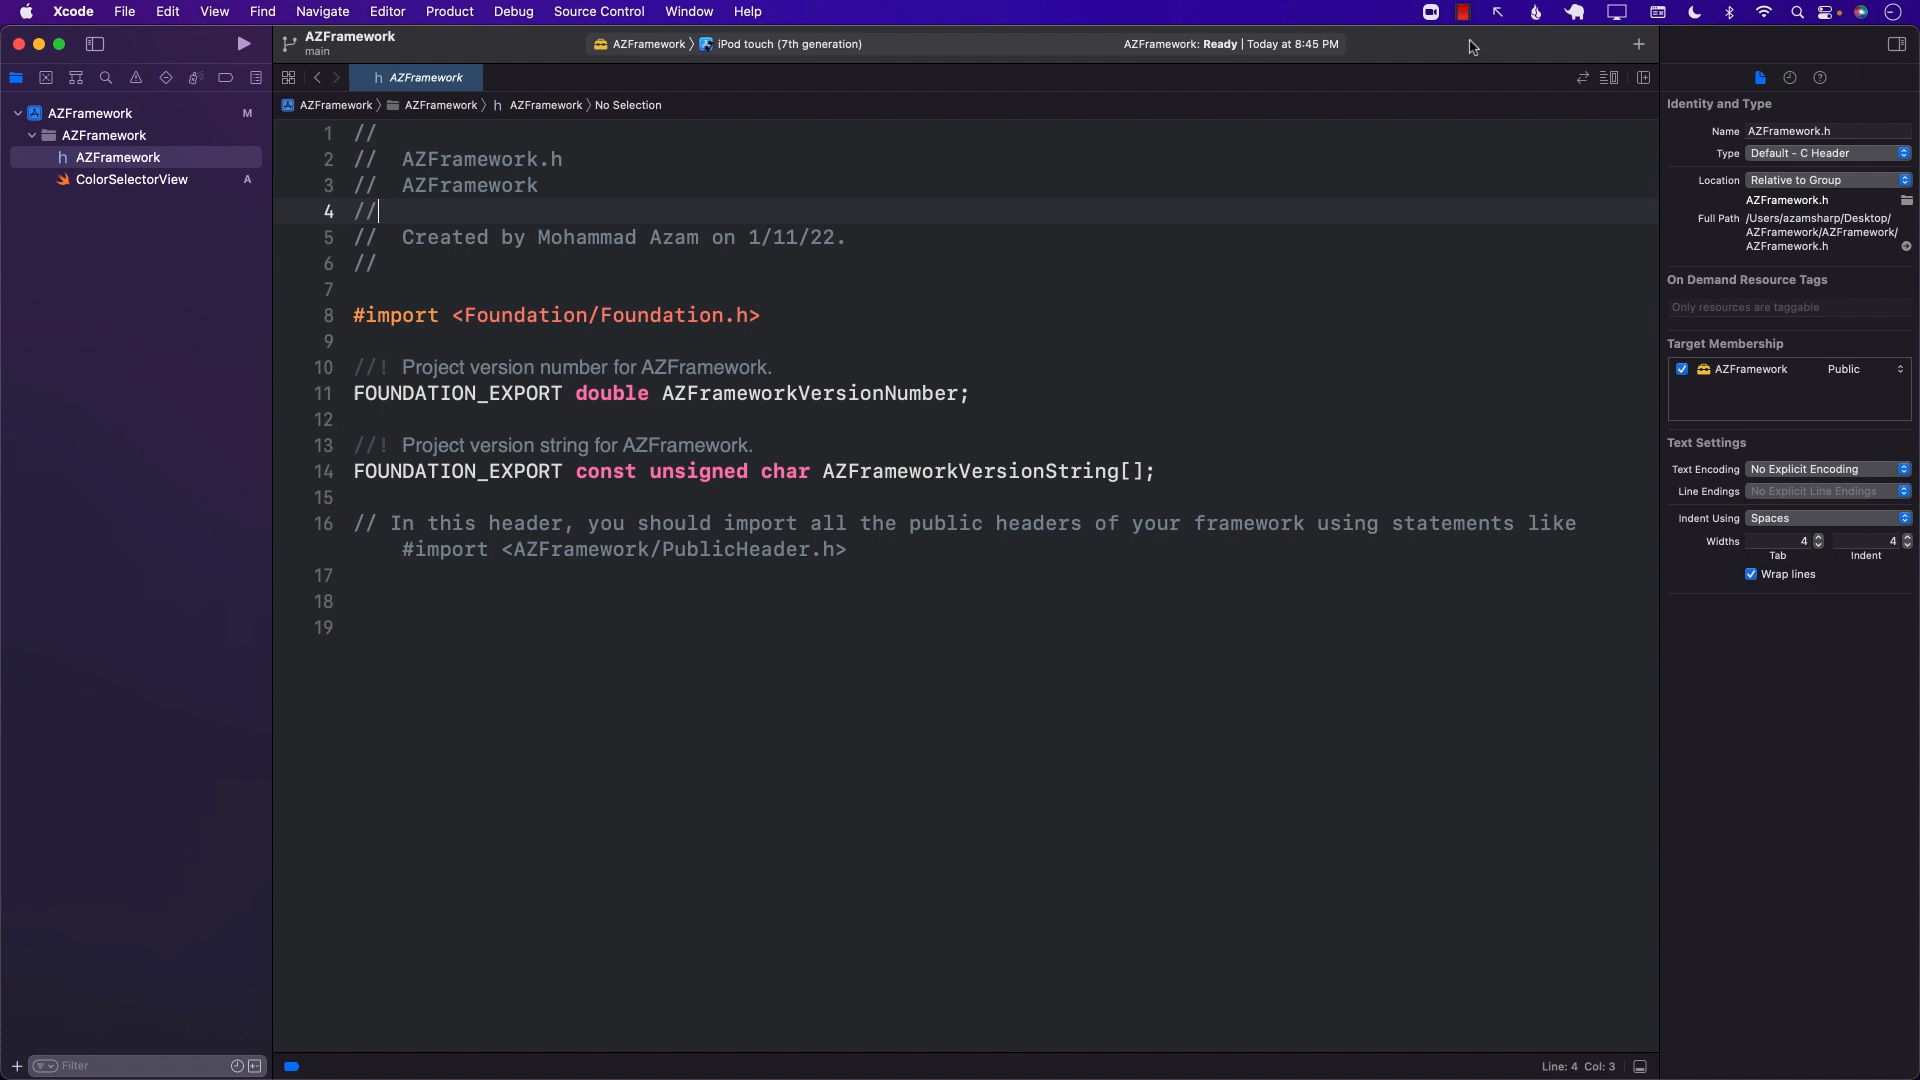 Xcode File Edit View Find Navigate Editor Product Debug Source Control Window Help
AZFramework
main
AZFramework 〉 iPod touch (7th generation)
AZFramework: Ready | Today at 8:45 PM
h AZFramework
AZFramework 〉 AZFramework 〉 h AZFramework 〉 No Selection
AZFramework M
AZFramework
h AZFramework
ColorSelectorView A
Filter
1 //
2 // AZFramework.h
3 // AZFramework
4 //
5 // Created by Mohammad Azam on 1/11/22.
6 //
7
8 #import <Foundation/Foundation.h>
9
10 //! Project version number for AZFramework.
11 FOUNDATION_EXPORT double AZFrameworkVersionNumber;
12
13 //! Project version string for AZFramework.
14 FOUNDATION_EXPORT const unsigned char AZFrameworkVersionString[];
15
16 // In this header, you should import all the public headers of your framework using statements like
#import <AZFramework/PublicHeader.h>
17
18
19
Line: 4 Col: 3
Identity and Type
Name AZFramework.h
Type Default - C Header
Location Relative to Group
AZFramework.h
Full Path /Users/azamsharp/Desktop/
AZFramework/AZFramework/
AZFramework.h
On Demand Resource Tags
Only resources are taggable
Target Membership
AZFramework Public
Text Settings
Text Encoding No Explicit Encoding
Line Endings No Explicit Line Endings
Indent Using Spaces
Widths 4 4
Tab Indent
Wrap lines